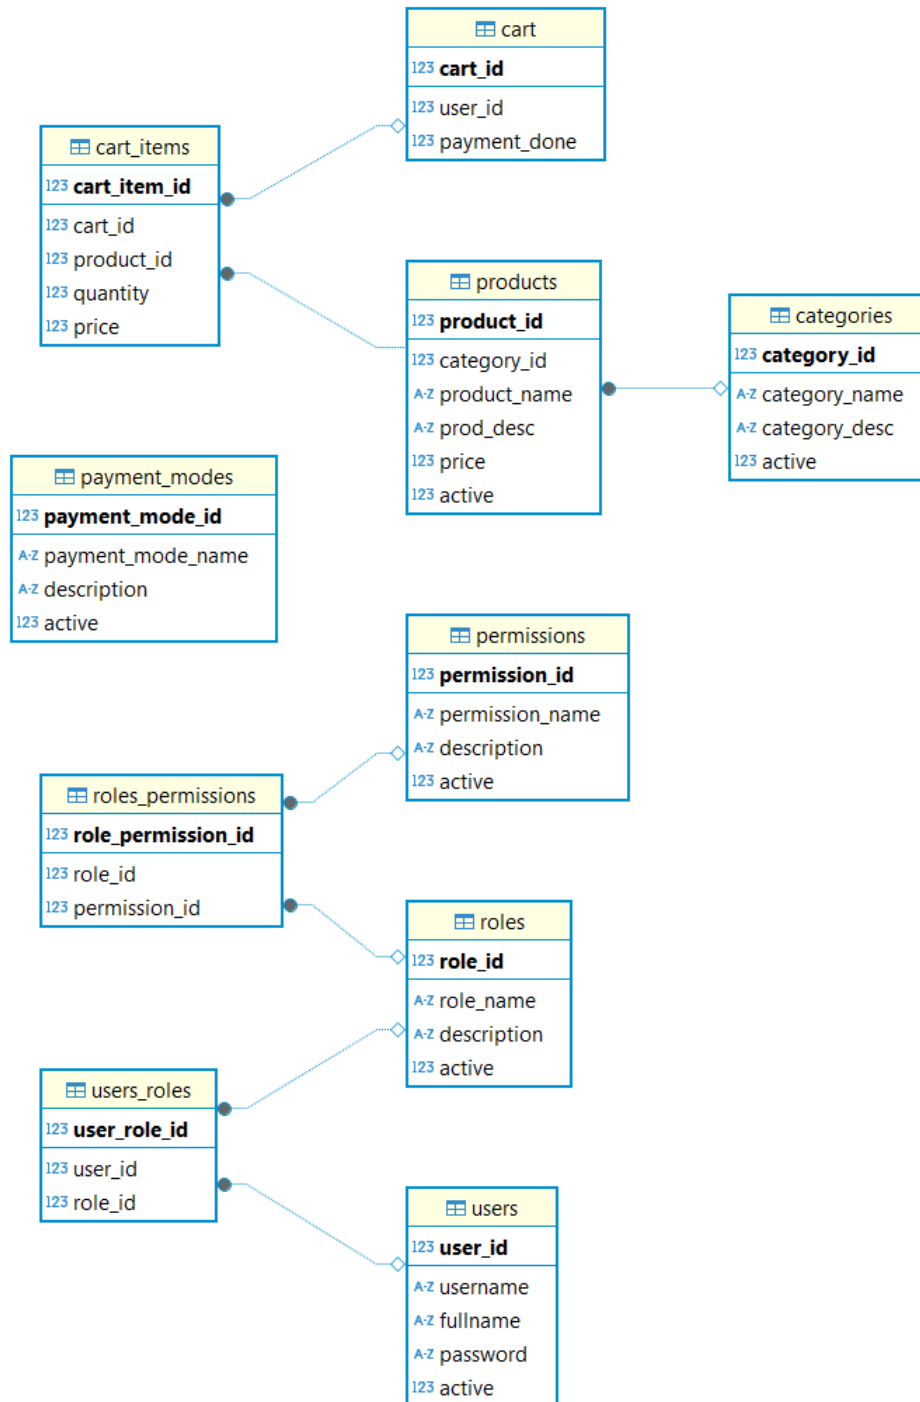 cart
123 cart_id
123 user_id
123 payment_done
cart_items
123 cart_item_id
123 cart_id
123 product_id
123 quantity
123 price
products
123 product_id
123 category_id
A-Z product_name
A-Z prod_desc
123 price
123 active
categories
123 category_id
A-Z category_name
A-Z category_desc
123 active
payment_modes
123 payment_mode_id
A-Z payment_mode_name
A-Z description
123 active
permissions
123 permission_id
A-Z permission_name
A-Z description
123 active
roles_permissions
123 role_permission_id
123 role_id
123 permission_id
roles
123 role_id
A-Z role_name
A-Z description
123 active
users_roles
123 user_role_id
123 user_id
123 role_id
users
123 user_id
A-Z username
A-Z fullname
A-Z password
123 active